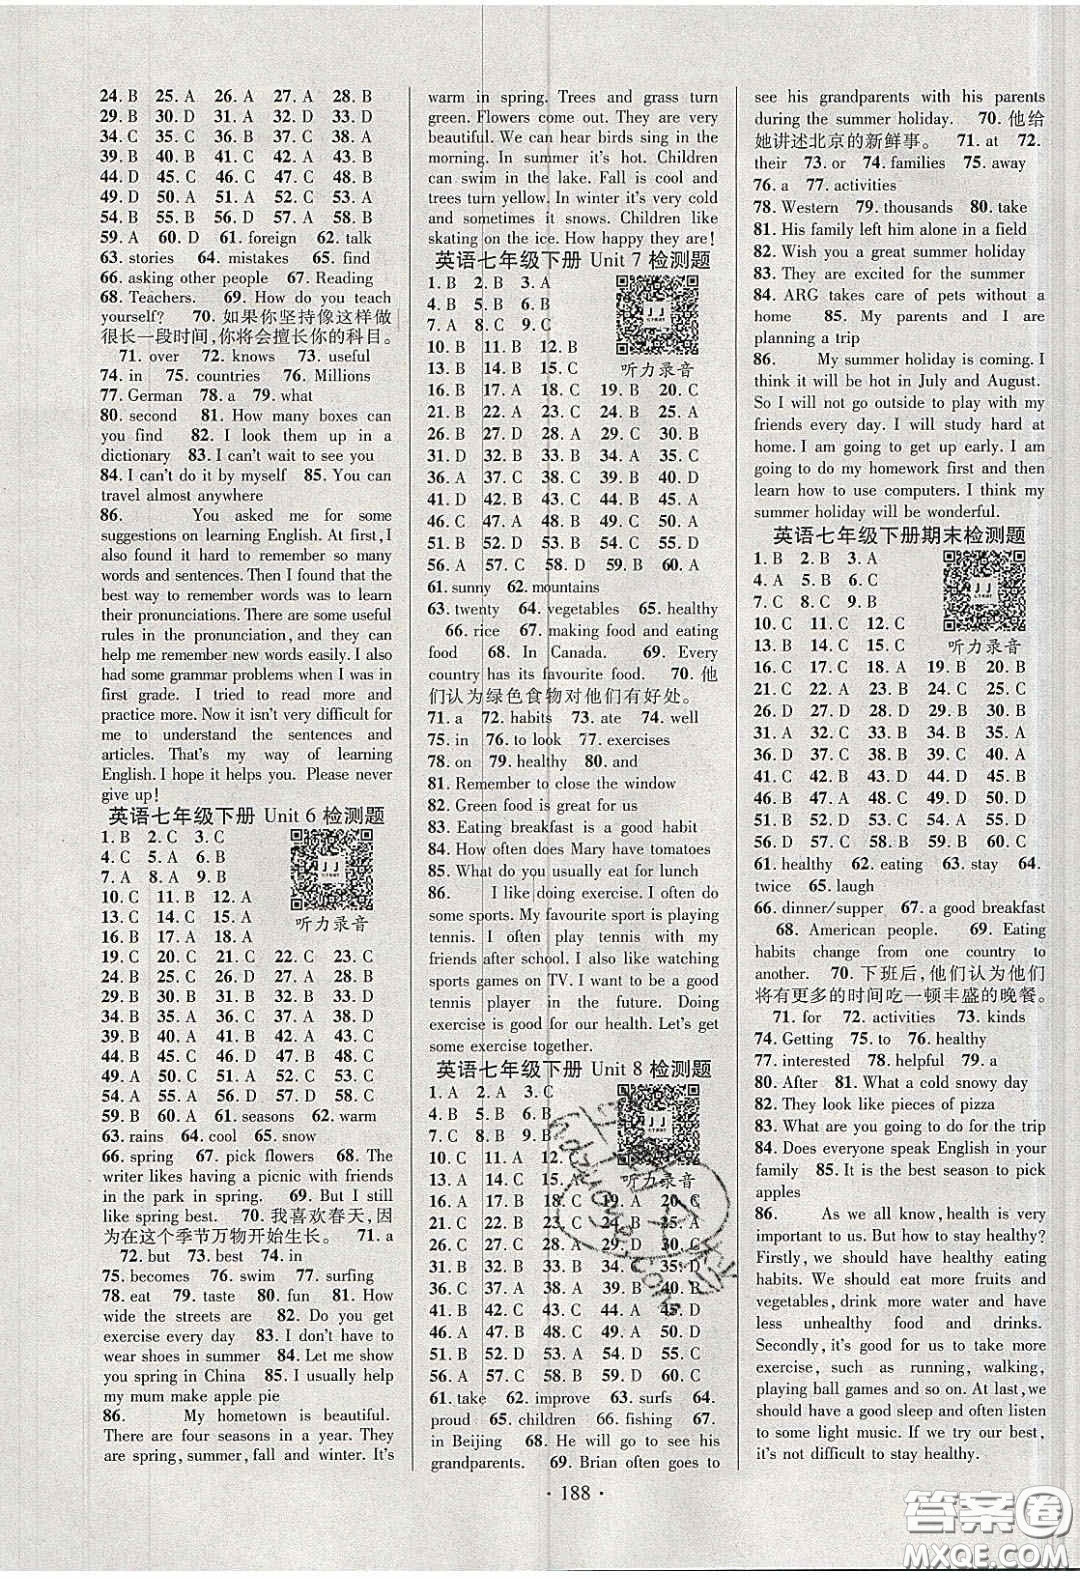 24. B 25. A 26. A 27. A 28. B
29. B 30. D 31. D 32. B 33. D
34. C 35. C 36. A 37. B 38. A
39. B 40. B 41. A 42. C 43. C
44. D 45. C 46. C 47. A 48. B
49. D 50. A 51. A 52. C 53. A
54. B 55. B 56. A 57. B 58. B
59. A 60. D 61. foreign 62. talk
63. stories 64. mistakes 65. find
66. asking other people 67. Reading
68. Teachers. 69. How do you teach
yourself? 70. 如果你坚持像这样做
很长一段时间,你将会擅长你的科目。
71. over 72. knows 73. useful
74. in 75. countries 76. Millions
77. German 78. a 79. what
80. second 81. How many boxes can
you find 82. I look them up in a
dictionary 83. I can't wait to see you
84. I can't do it by myself 85. You can
travel almost anywhere
86. You asked me for some
suggestions on learning English. At first, I
also found it hard to remember so many
words and sentences. Then I found that the
best way to remember words was to learn
their pronunciations. There are some useful
rules in the pronunciation, and they can
help me remember new words easily. I also
had some grammar problems when I was in
first grade. I tried to read more and
practice more. Now it isn't very difficult for
me to understand the sentences and
articles. That's my way of learning
English. I hope it helps you. Please never
give up!
英语七年级下册 Unit 6 检测题
1. B 2. C 3. C
4. C 5. A 6. B
7. A 8. A 9. B
10. C 11. B 12. A
13. C 14. C 15. A
听力录音
16. B 17. A 18. A
19. C 20. C 21. A 22. C 23. C
24. B 25. B 26. A 27. A 28. B
29. A 30. B 31. D 32. D 33. C
34. B 35. A 36. C 37. A 38. D
39. B 40. B 41. D 42. A 43. C
44. B 45. B 46. C 47. B 48. A
49. C 50. C 51. D 52. C 53. D
54. A 55. A 56. D 57. D 58. C
59. B 60. A 61. seasons 62. warm
63. rains 64. cool 65. snow
66. spring 67. pick flowers 68. The
writer likes having a picnic with friends
in the park in spring. 69. But I still
like spring best. 70. 我喜欢春天,因
为在这个季节万物开始生长。 71. a
72. but 73. best 74. in
75. becomes 76. swim 77. surfing
78. eat 79. taste 80. fun 81. How
wide the streets are 82. Do you get
exercise every day 83. I don't have to
wear shoes in summer 84. Let me show
you spring in China 85. I usually help
my mum make apple pie
86. My hometown is beautiful.
There are four seasons in a year. They
are spring, summer, fall and winter. It's
warm in spring. Trees and grass turn
green. Flowers come out. They are very
beautiful. We can hear birds sing in the
morning. In summer it's hot. Children
can swim in the lake. Fall is cool and
trees turn yellow. In winter it's very cold
and sometimes it snows. Children like
skating on the ice. How happy they are!
英语七年级下册 Unit 7 检测题
1. B 2. B 3. A
4. B 5. B 6. B
7. A 8. C 9. C
10. B 11. B 12. B
13. B 14. B 15. C 听力录音
16. B 17. A 18. C 19. B 20. C
21. B 22. A 23. C 24. C 25. D
26. B 27. D 28. A 29. C 30. C
31. D 32. D 33. B 34. C 35. B
36. A 37. A 38. C 39. B 40. D
41. D 42. B 43. D 44. B 45. A
46. C 47. A 48. C 49. C 50. A
51. B 52. B 53. B 54. D 55. C
56. A 57. C 58. D 59. B 60. A
61. sunny 62. mountains
63. twenty 64. vegetables 65. healthy
66. rice 67. making food and eating
food 68. In Canada. 69. Every
country has its favourite food. 70. 他
们认为绿色食物对他们有好处。
71. a 72. habits 73. ate 74. well
75. in 76. to look 77. exercises
78. on 79. healthy 80. and
81. Remember to close the window
82. Green food is great for us
83. Eating breakfast is a good habit
84. How often does Mary have tomatoes
85. What do you usually eat for lunch
86. I like doing exercise. I often do
some sports. My favourite sport is playing
tennis. I often play tennis with my
friends after school. I also like watching
sports games on TV. I want to be a good
tennis player in the future. Doing
exercise is good for our health. Let's get
some exercise together.
英语七年级下册 Unit 8 检测题
1. A 2. A 3. C
4. B 5. B 6. B
7. C 8. B 9. B
10. C 11. A 12.
13. A 14. C 15. A 听力录音
16. A 17. B 18. C 19. A 20. C
21. C 22. B 23. C 24. B 25. A
26. B 27. D 28. A 29. D 30. C
31. B 32. B 33. B 34. C 35. C
36. C 37. A 38. C 39. D 40. D
41. B 42. B 43. C 44. A 45. D
46. A 47. B 48. C 49. B 50. D
51. B 52. D 53. A 54. C 55. D
56. A 57. B 58. D 59. B 60. C
61. take 62. improve 63. surfs 64.
proud 65. children 66. fishing 67.
in Beijing 68. He will go to see his
grandparents. 69. Brian often goes to
see his grandparents with his parents
during the summer holiday. 70. 他给
她讲述北京的新鲜事。 71. at 72.
their 73. or 74. families 75. away
76. a 77. activities
78. Western 79. thousands 80. take
81. His family left him alone in a field
82. Wish you a great summer holiday
83. They are excited for the summer
84. ARG takes care of pets without a
home 85. My parents and I are
planning a trip
86. My summer holiday is coming. I
think it will be hot in July and August.
So I will not go outside to play with my
friends every day. I will study hard at
home. I am going to get up early. I am
going to do my homework first and then
learn how to use computers. I think my
summer holiday will be wonderful.
英语七年级下册期末检测题
1. B 2. B 3. A
4. A 5. B 6. B
7. C 8. C 9. B
10. C 11. C 12. C
13. B 14. B 15. C 听力录音
16. C 17. C 18. A 19. B 20. B
21. C 22. A 23. C 24. B 25. C
26. D 27. B 28. D 29. B 30. D
31. A 32. A 33. C 34. B 35. A
36. D 37. C 38. C 39. B 40. D
41. C 42. D 43. B 44. C 45. B
46. B 47. D 48. A 49. C 50. C
51. B 52. A 53. C 54. A 55. D
56. D 57. B 58. D 59. B 60. C
61. healthy 62. eating 63. stay 64.
twice 65. laugh
66. dinner/supper 67. a good breakfast
68. American people. 69. Eating
habits change from one country to
another. 70. 下班后,他们认为他们
将有更多的时间吃一顿丰盛的晚餐。
71. for 72. activities 73. kinds
74. Getting 75. to 76. healthy
77. interested 78. helpful 79. a
80. After 81. What a cold snowy day
82. They look like pieces of pizza
83. What do we need for the trip
84. Does everyone speak English in your
family 85. It is the best season to pick
apples
86. As we all know, health is very
important to us. But how to stay healthy?
Firstly, we should have healthy eating
habits. We should eat more fruits and
vegetables, drink more water and have
less unhealthy food and drinks.
Secondly, it's good for us to take more
exercise, such as running, walking,
playing ball games and so on. At last, we
should have a good sleep and often listen
to some light music. If we try our best,
it's not difficult to stay healthy.
· 188 ·
答案圈
MXQE.COM